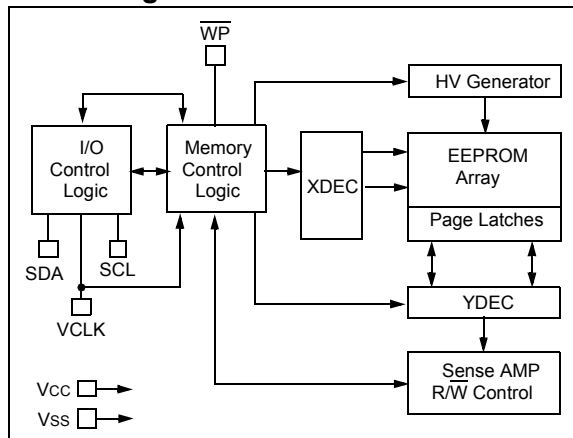 W̅P̅
HV Generator
I/O
Control
Logic
Memory
Control
Logic
XDEC
EEPROM
Array
Page Latches
SDA
SCL
VCLK
YDEC
Sense AMP
R/W̅ Control
VCC
VSS